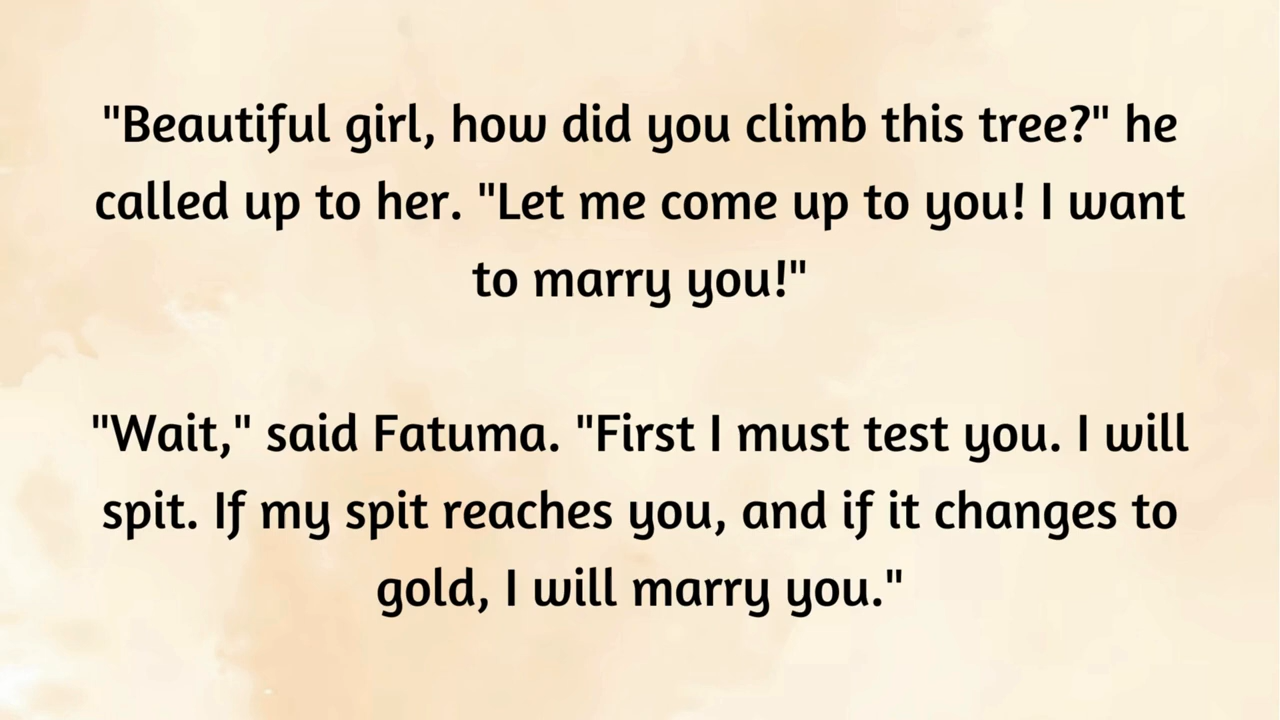 "Beautiful girl, how did you climb this tree?" he
called up to her. "Let me come up to you! I want
to marry you!"
"Wait," said Fatuma. "First I must test you. I will
spit. If my spit reaches you, and if it changes to
gold, I will marry you."